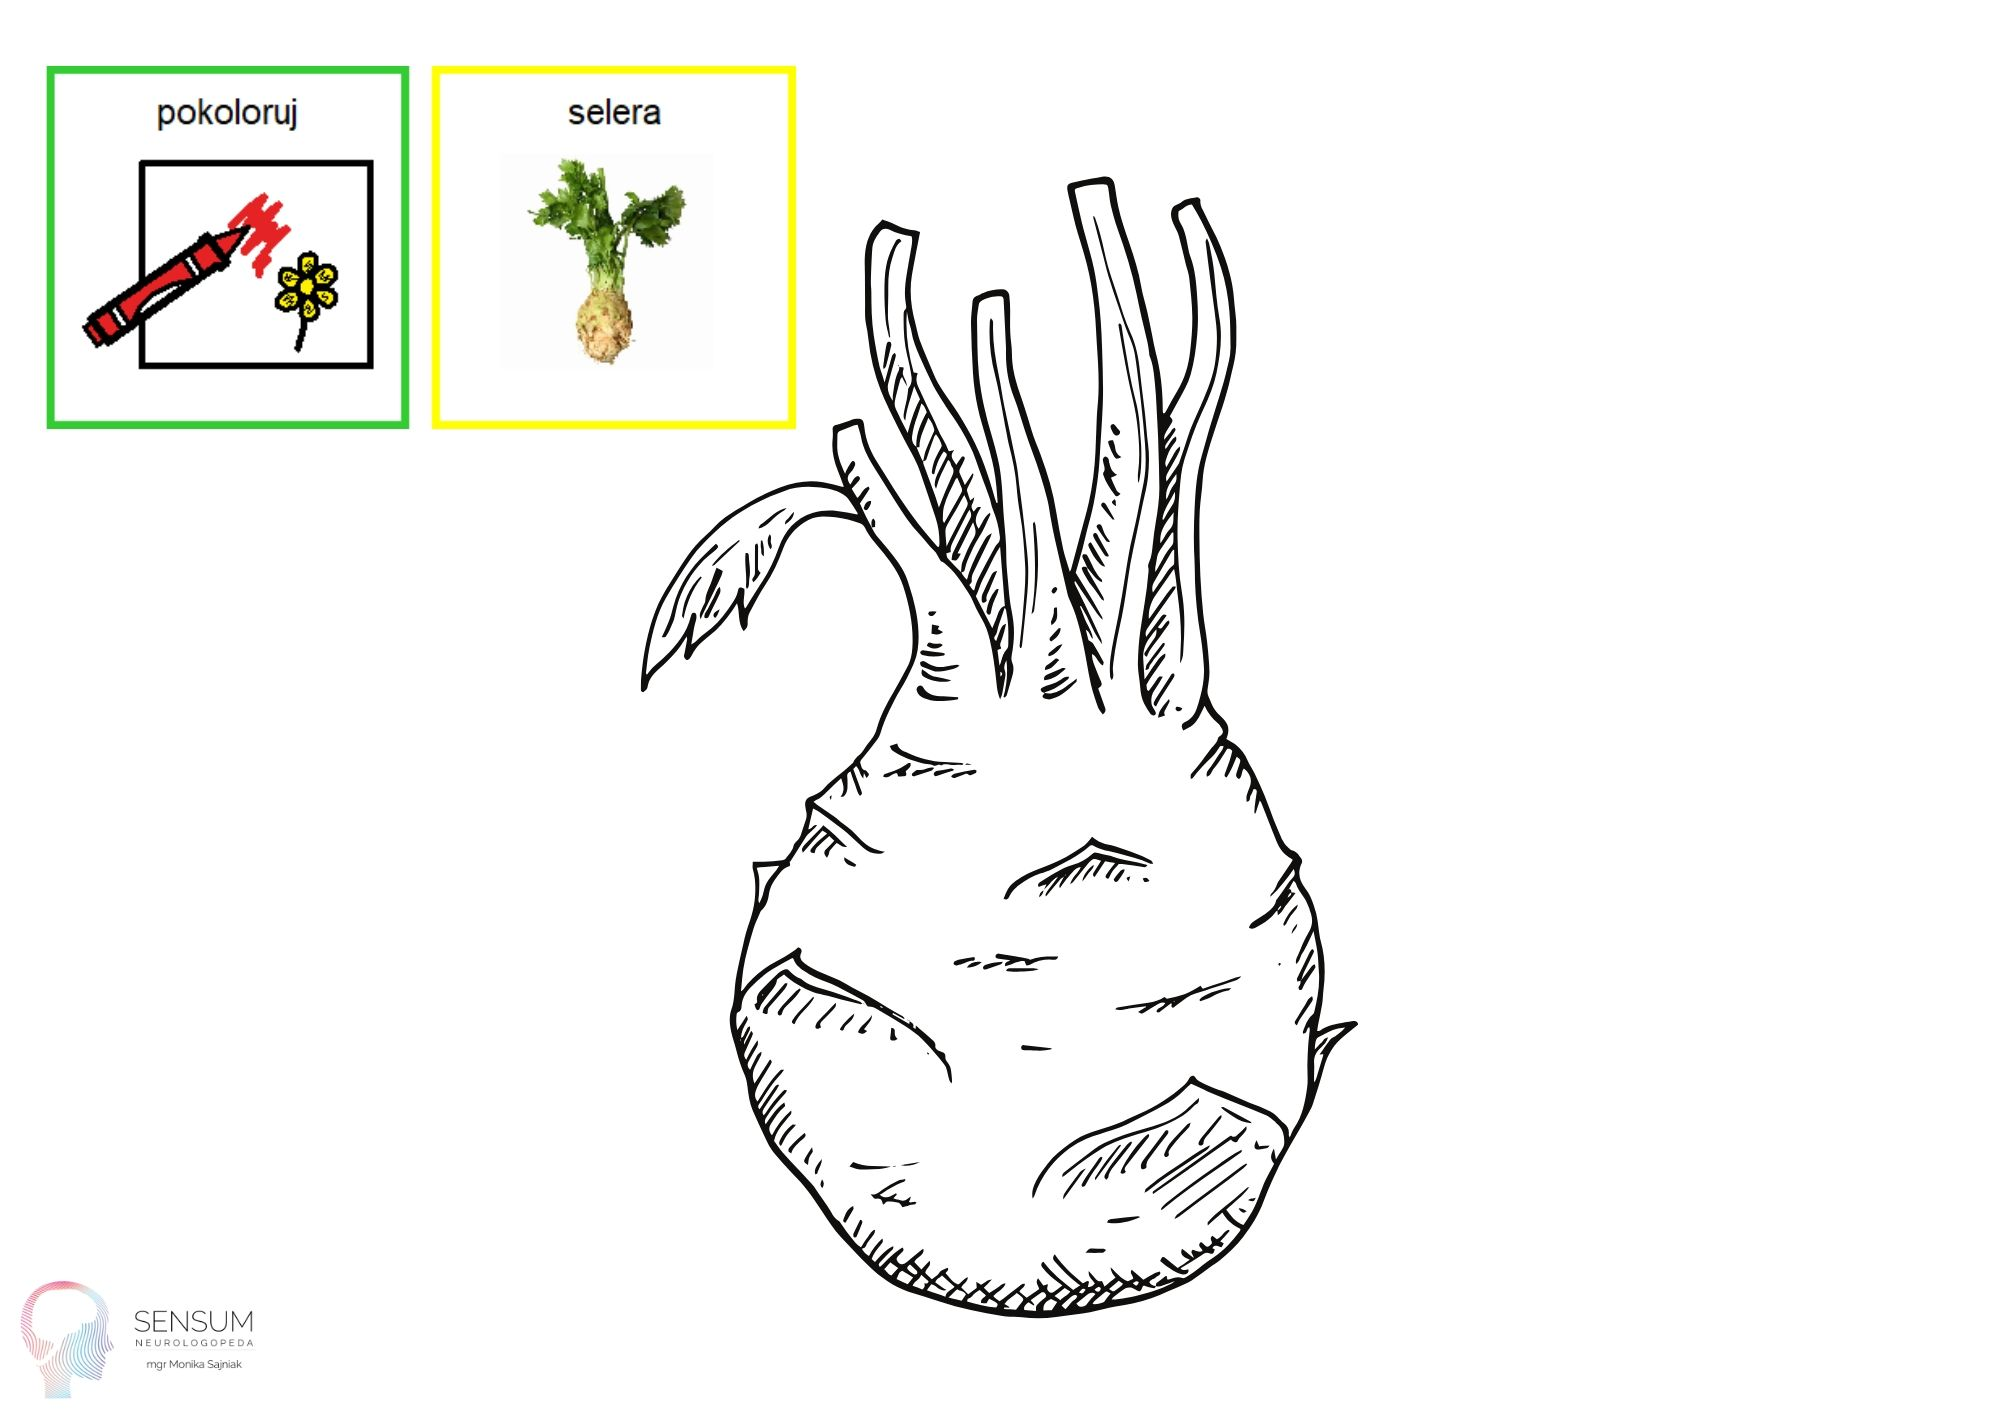 pokoloruj
selera
SENSUM
NEUROLOGOPEDA
mgr Monika Sajniak